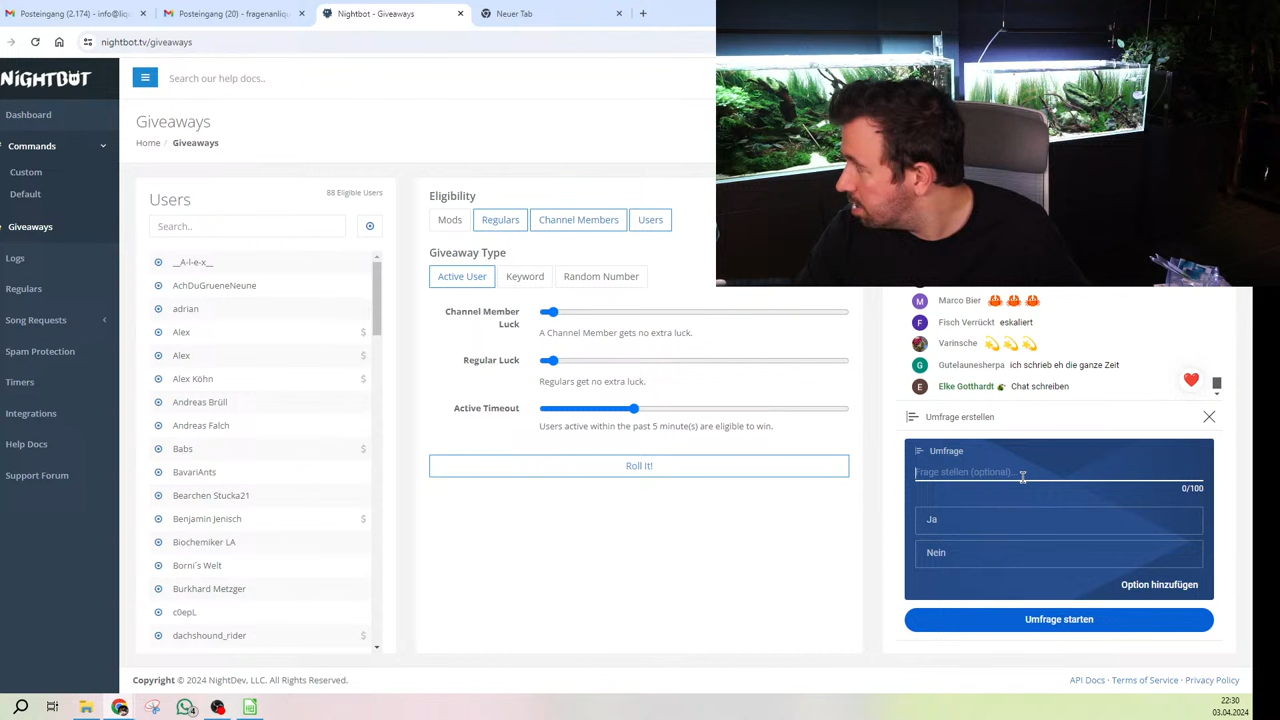 Posteingang (2.174) - info@liqu
Posteingang (20) - fragenanliqu
Nightbot - Giveaways
Neuer Tab
nightbot.tv/giveaways
NIGHTBOT
Search our help docs..
Dashboard
Commands
Custom
Default
Giveaways
Logs
Regulars
Song Requests
Spam Protection
Timers
Integrations
Help Docs
Support Forum
Giveaways
Home / Giveaways
Users
88 Eligible Users
Search..
__A-l-e-x__
AchDuGrueneNeune
adrian
Alex $
Alex $
Alex Köhn $
Andreas Brüll
Andreas Falch
Babs $
BavariAnts
Bearchen Stucka21
Benjamin Jenisch $
Biochemiker LA
Borni´s Welt
Burkhard Metzger
c0epL
dachshound_rider $
Eligibility
Mods Regulars Channel Members Users
Giveaway Type
Active User Keyword Random Number
Channel Member
Luck
A Channel Member gets no extra luck.
Regular Luck
Regulars get no extra luck.
Active Timeout
Users active within the past 5 minute(s) are eligible to win.
Roll It!
M Marco Bier
F Fisch Verrückt eskaliert
Varinsche
G Gutelaunesherpa ich schrieb eh die ganze Zeit
E Elke Gotthardt Chat schreiben
Umfrage erstellen
Umfrage
Frage stellen (optional)...
0/100
Ja
Nein
Option hinzufügen
Umfrage starten
Copyright © 2024 NightDev, LLC. All Rights Reserved.
API Docs - Terms of Service - Privacy Policy
22:30
03.04.2024